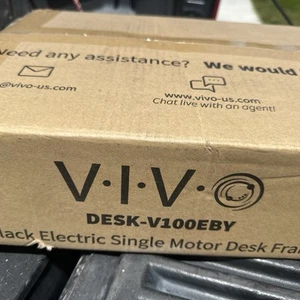 Need any assistance? We would
@vivo-us.com
www.vivo-us.com
Chat live with an agent!
V·I·V·O
DESK-V100EBY
lack Electric Single Motor Desk Fra